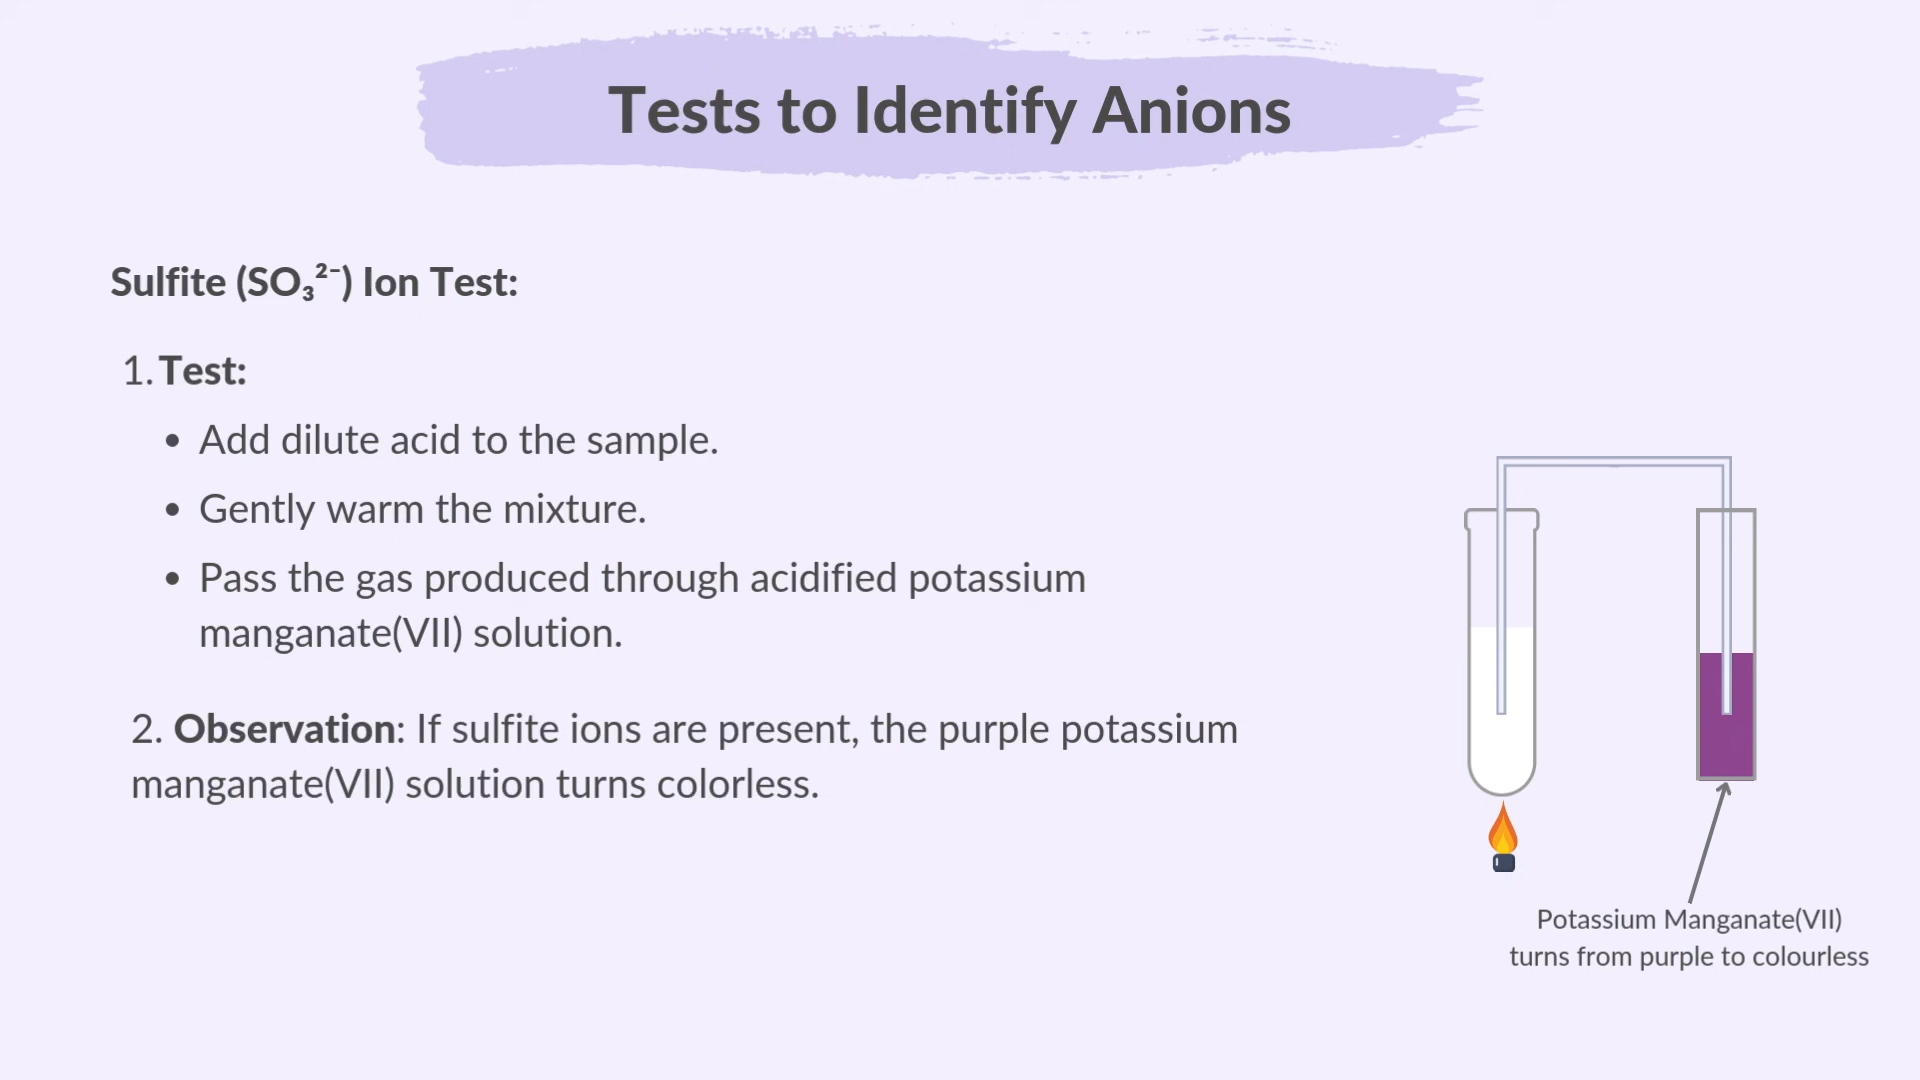 Tests to Identify Anions
Sulfite (SO₃²⁻) Ion Test:
1. Test:
• Add dilute acid to the sample.
• Gently warm the mixture.
• Pass the gas produced through acidified potassium
manganate(VII) solution.
2. Observation: If sulfite ions are present, the purple potassium
manganate(VII) solution turns colorless.
Potassium Manganate(VII)
turns from purple to colourless